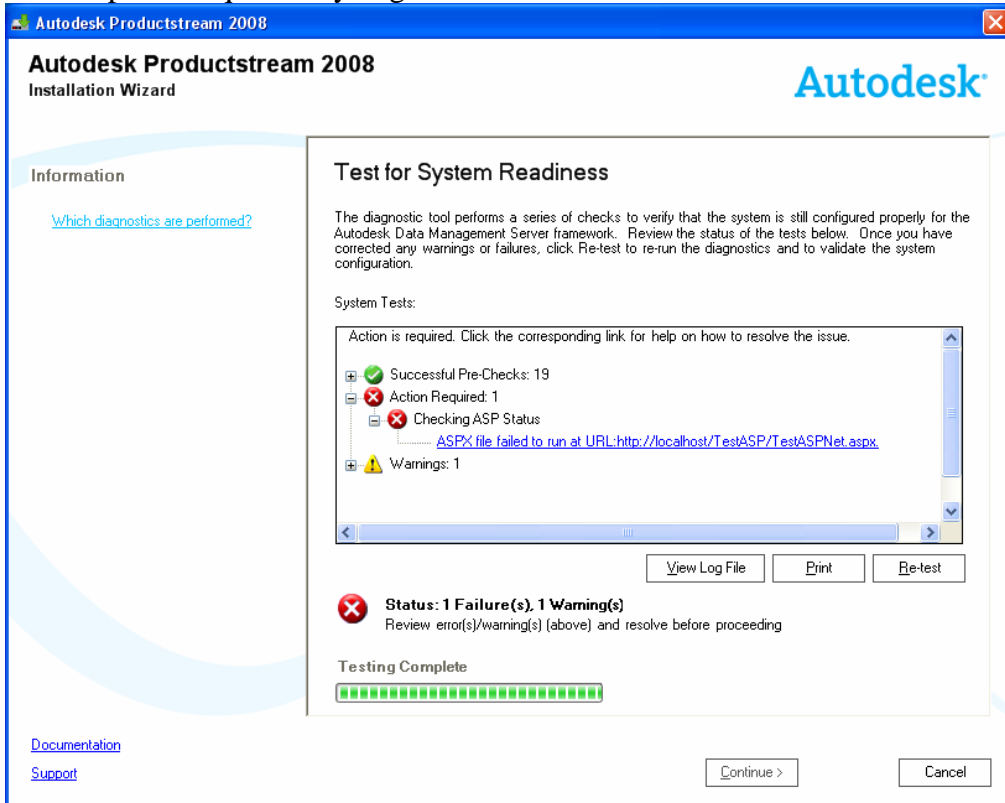 Autodesk Productstream 2008
Autodesk Productstream 2008
Installation Wizard
Autodesk
Information
Which diagnostics are performed?
Test for System Readiness
The diagnostic tool performs a series of checks to verify that the system is still configured properly for the
Autodesk Data Management Server framework. Review the status of the tests below. Once you have
corrected any warnings or failures, click Re-test to re-run the diagnostics and to validate the system
configuration.
System Tests:
Action is required. Click the corresponding link for help on how to resolve the issue.
Successful Pre-Checks: 19
Action Required: 1
Checking ASP Status
ASPX file failed to run at URL:http://localhost/TestASP/TestASPNet.aspx.
Warnings: 1
View Log File
Print
Re-test
Status: 1 Failure(s), 1 Warning(s)
Review error(s)/warning(s) (above) and resolve before proceeding
Testing Complete
Documentation
Support
Continue >
Cancel